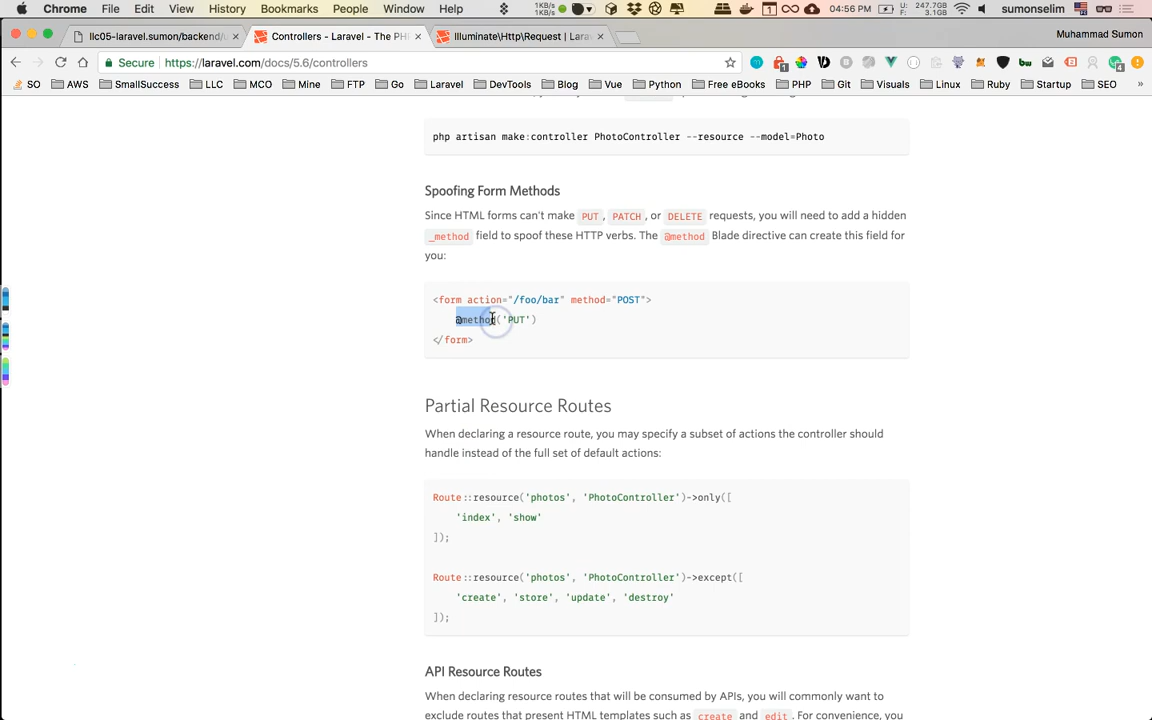 Chrome File Edit View History Bookmarks People Window Help 1KB/s 1KB/s 1 U: 247.7GB F: 3.1GB 04:56 PM sumonselim
llc05-laravel.sumon/backend/ × Controllers - Laravel - The PH × Illuminate\Http\Request | Lara × Muhammad Sumon
Secure https://laravel.com/docs/5.6/controllers
SO AWS SmallSuccess LLC MCO Mine FTP Go Laravel DevTools Blog Vue Python Free eBooks PHP Git Visuals Linux Ruby Startup SEO »
php artisan make:controller PhotoController --resource --model=Photo
Spoofing Form Methods
Since HTML forms can't make PUT, PATCH, or DELETE requests, you will need to add a hidden
_method field to spoof these HTTP verbs. The @method Blade directive can create this field for
you:
<form action="/foo/bar" method="POST">
@method('PUT')
</form>
Partial Resource Routes
When declaring a resource route, you may specify a subset of actions the controller should
handle instead of the full set of default actions:
Route::resource('photos', 'PhotoController')->only([
'index', 'show'
]);
Route::resource('photos', 'PhotoController')->except([
'create', 'store', 'update', 'destroy'
]);
API Resource Routes
When declaring resource routes that will be consumed by APIs, you will commonly want to
exclude routes that present HTML templates such as create and edit. For convenience, you